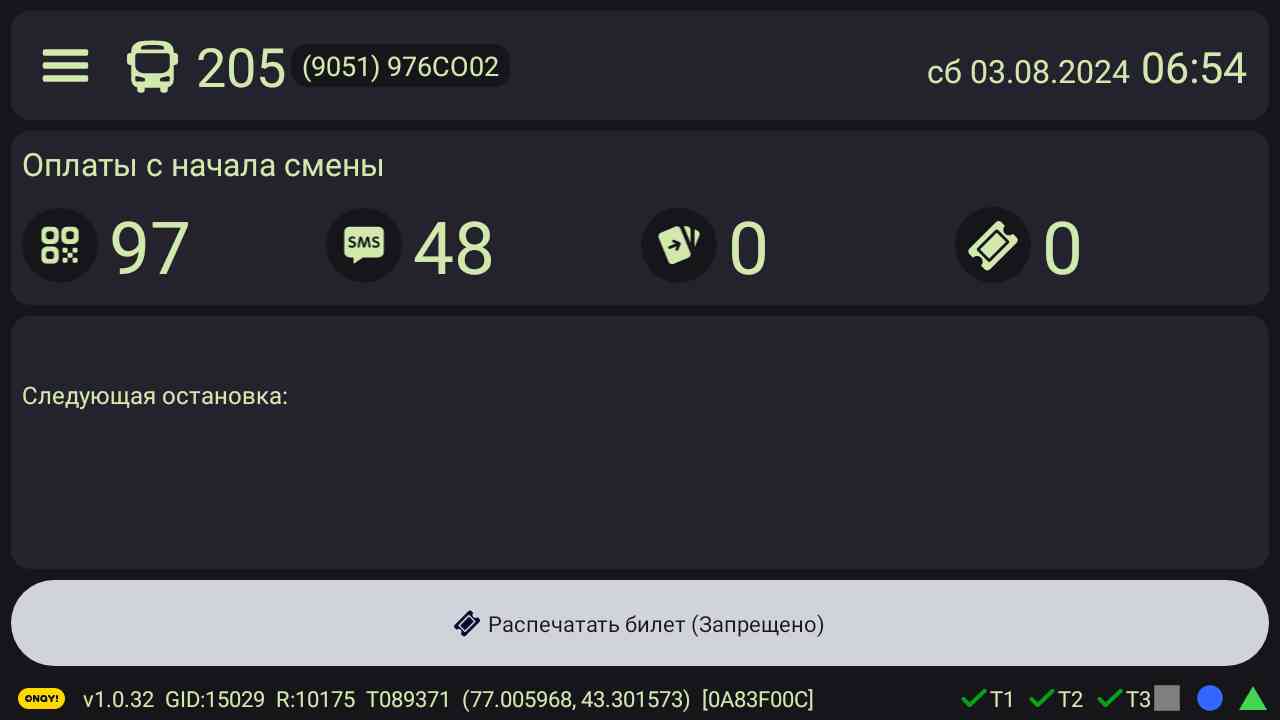 205 (9051) 976CO02 сб 03.08.2024 06:54
Оплаты с начала смены
97 SMS 48 0 0
Следующая остановка:
Распечатать билет (Запрещено)
ONAY! v1.0.32 GID:15029 R:10175 T089371 (77.005968, 43.301573) [0A83F00C] T1 T2 T3